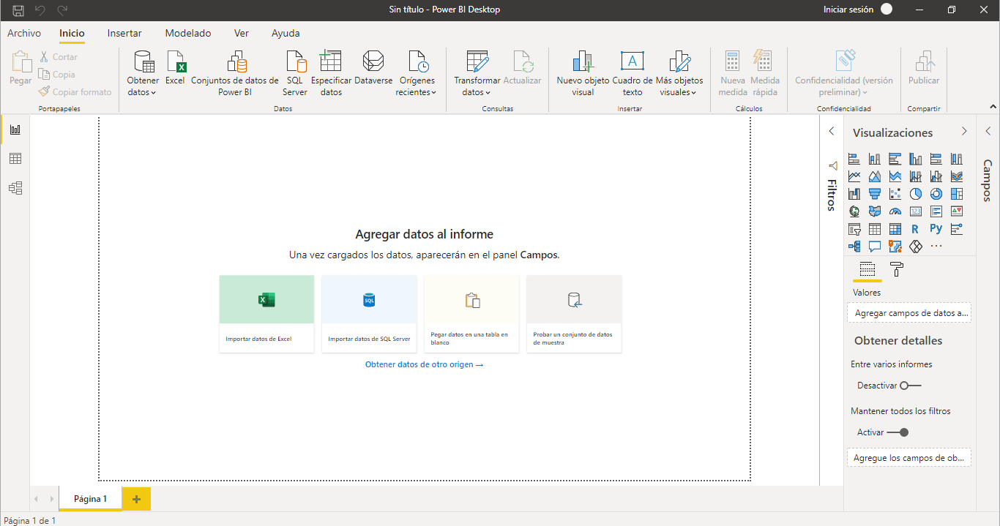 Sin título - Power BI Desktop
Iniciar sesión
Archivo Inicio Insertar Modelado Ver Ayuda
Pegar
Cortar
Copia
Copiar formato
Portapapeles
Obtener datos
Excel
Conjuntos de datos de Power BI
SQL Server
Especificar datos
Dataverse
Orígenes recientes
Datos
Transformar datos
Actualizar
Consultas
Nuevo objeto visual
A
Cuadro de texto
Más objetos visuales
Insertar
Nueva medida
Medida rápida
Cálculos
Confidencialidad (versión preliminar)
Confidencialidad
Publicar
Compartir
Agregar datos al informe
Una vez cargados los datos, aparecerán en el panel Campos.
SQL
Importar datos de Excel
Importar datos de SQL Server
Pegar datos en una tabla en
blanco
Probar un conjunto de datos
de muestra
Obtener datos de otro origen →
Filtros
Visualizaciones
123
R Py
...
Valores
Agregar campos de datos a...
Obtener detalles
Entre varios informes
Desactivar
Mantener todos los filtros
Activar
Agregue los campos de ob...
Campos
Página 1
+
Página 1 de 1